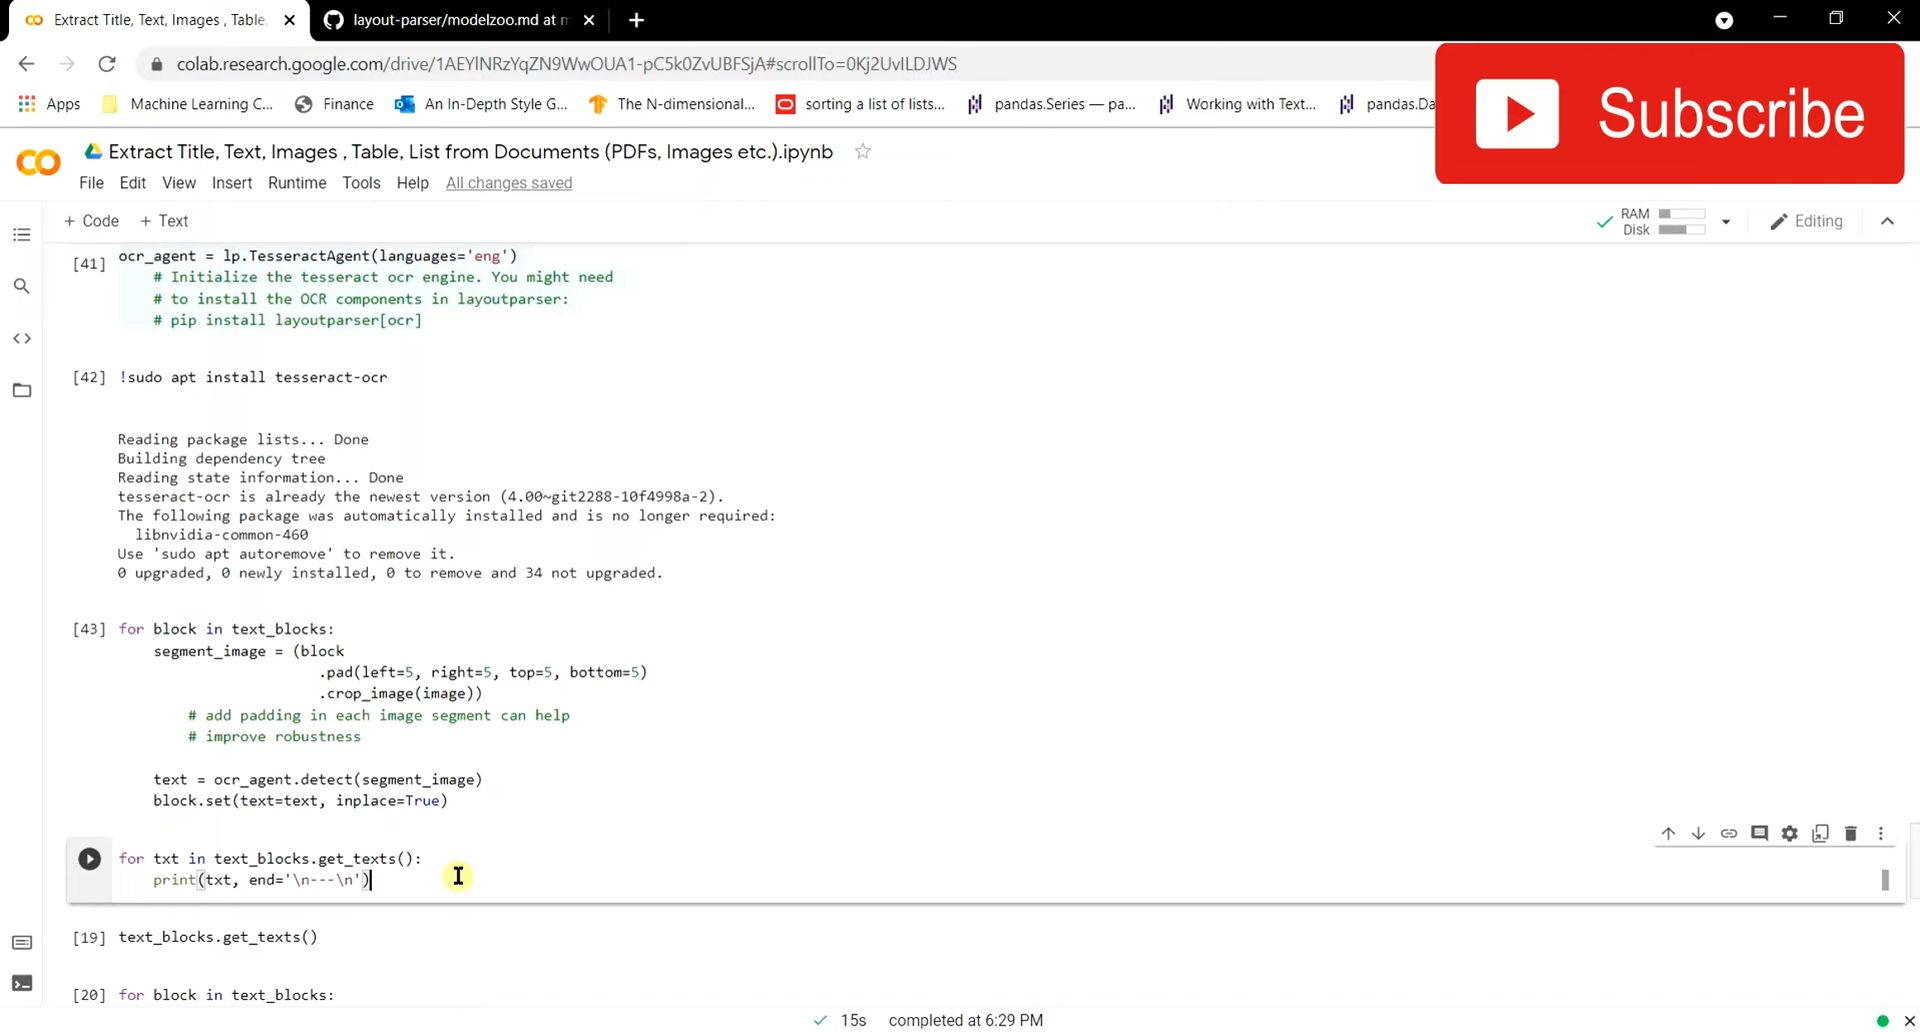 Extract Title, Text, Images , Table,
layout-parser/modelzoo.md at m
colab.research.google.com/drive/1AEYlNRzYqZN9WwOUA1-pC5k0ZvUBFSjA#scrollTo=0Kj2UvILDJWS
Apps
Machine Learning C...
Finance
An In-Depth Style G...
The N-dimensional...
sorting a list of lists...
pandas.Series — pa...
Working with Text...
pandas.Da
Subscribe
Extract Title, Text, Images , Table, List from Documents (PDFs, Images etc.).ipynb
File Edit View Insert Runtime Tools Help All changes saved
+ Code + Text
RAM
Disk
Editing
[41] ocr_agent = lp.TesseractAgent(languages='eng')
# Initialize the tesseract ocr engine. You might need
# to install the OCR components in layoutparser:
# pip install layoutparser[ocr]
[42] !sudo apt install tesseract-ocr
Reading package lists... Done
Building dependency tree
Reading state information... Done
tesseract-ocr is already the newest version (4.00~git2288-10f4998a-2).
The following package was automatically installed and is no longer required:
libnvidia-common-460
Use 'sudo apt autoremove' to remove it.
0 upgraded, 0 newly installed, 0 to remove and 34 not upgraded.
[43] for block in text_blocks:
segment_image = (block
.pad(left=5, right=5, top=5, bottom=5)
.crop_image(image))
# add padding in each image segment can help
# improve robustness
text = ocr_agent.detect(segment_image)
block.set(text=text, inplace=True)
for txt in text_blocks.get_texts():
print(txt, end='\n---\n')
[19] text_blocks.get_texts()
[20] for block in text_blocks:
15s completed at 6:29 PM